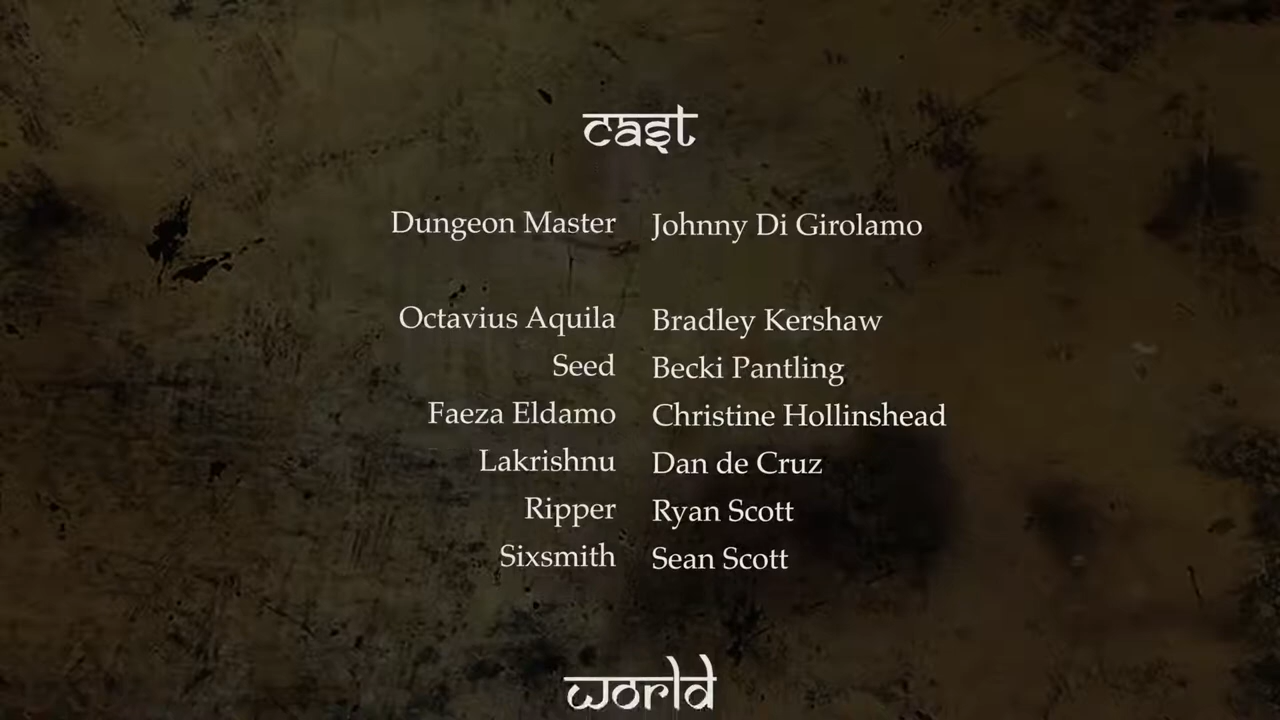 cast
Dungeon Master Johnny Di Girolamo
Octavius Aquila Bradley Kershaw
Seed Becki Pantling
Faeza Eldamo Christine Hollinshead
Lakrishnu Dan de Cruz
Ripper Ryan Scott
Sixsmith Sean Scott
world